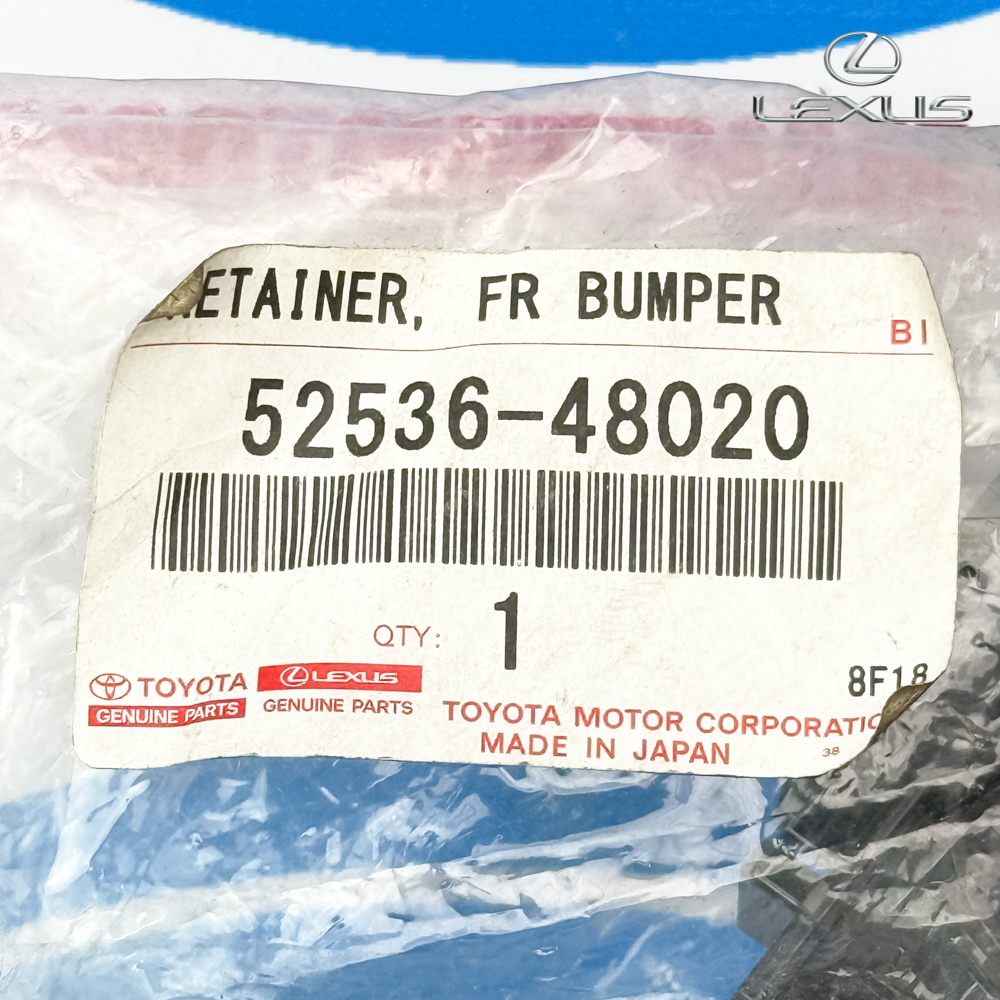 LEXUS
RETAINER, FR BUMPER
BI
52536-48020
QTY: 1
8F18
TOYOTA
GENUINE PARTS
LEXUS
GENUINE PARTS
TOYOTA MOTOR CORPORATIO
MADE IN JAPAN
38